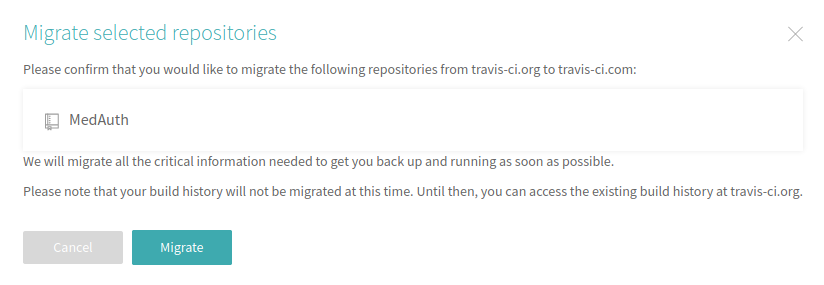 Migrate selected repositories
Please confirm that you would like to migrate the following repositories from travis-ci.org to travis-ci.com:
MedAuth
We will migrate all the critical information needed to get you back up and running as soon as possible.
Please note that your build history will not be migrated at this time. Until then, you can access the existing build history at travis-ci.org.
Cancel
Migrate